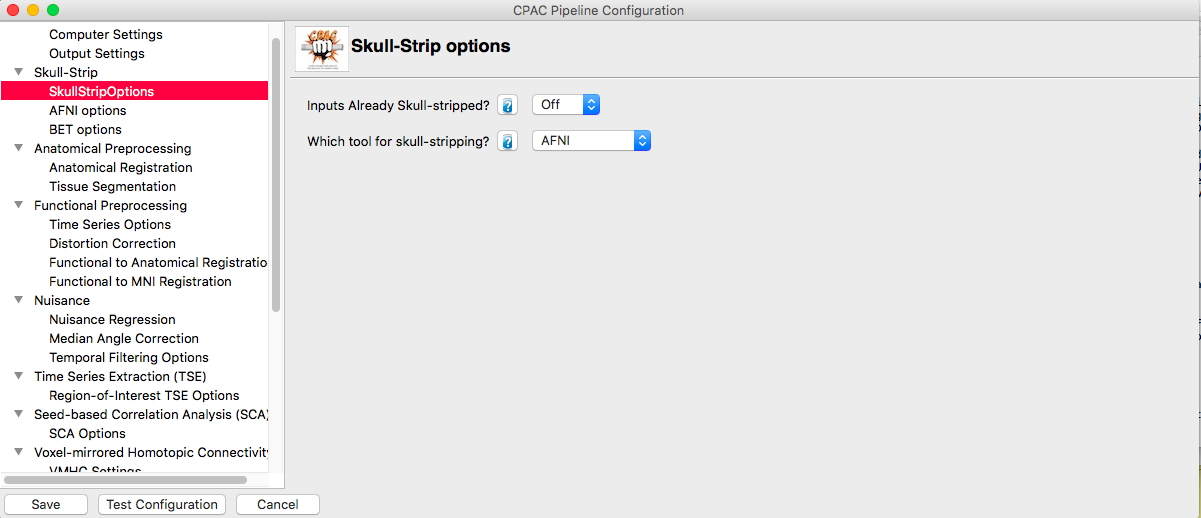 CPAC Pipeline Configuration
Computer Settings
Output Settings
Skull-Strip
SkullStripOptions
AFNI options
BET options
Anatomical Preprocessing
Anatomical Registration
Tissue Segmentation
Functional Preprocessing
Time Series Options
Distortion Correction
Functional to Anatomical Registratio
Functional to MNI Registration
Nuisance
Nuisance Regression
Median Angle Correction
Temporal Filtering Options
Time Series Extraction (TSE)
Region-of-Interest TSE Options
Seed-based Correlation Analysis (SCA)
SCA Options
Voxel-mirrored Homotopic Connectivity
VMHC Settings
CPAC
Skull-Strip options
Inputs Already Skull-stripped? ? Off
Which tool for skull-stripping? ? AFNI
Save Test Configuration Cancel